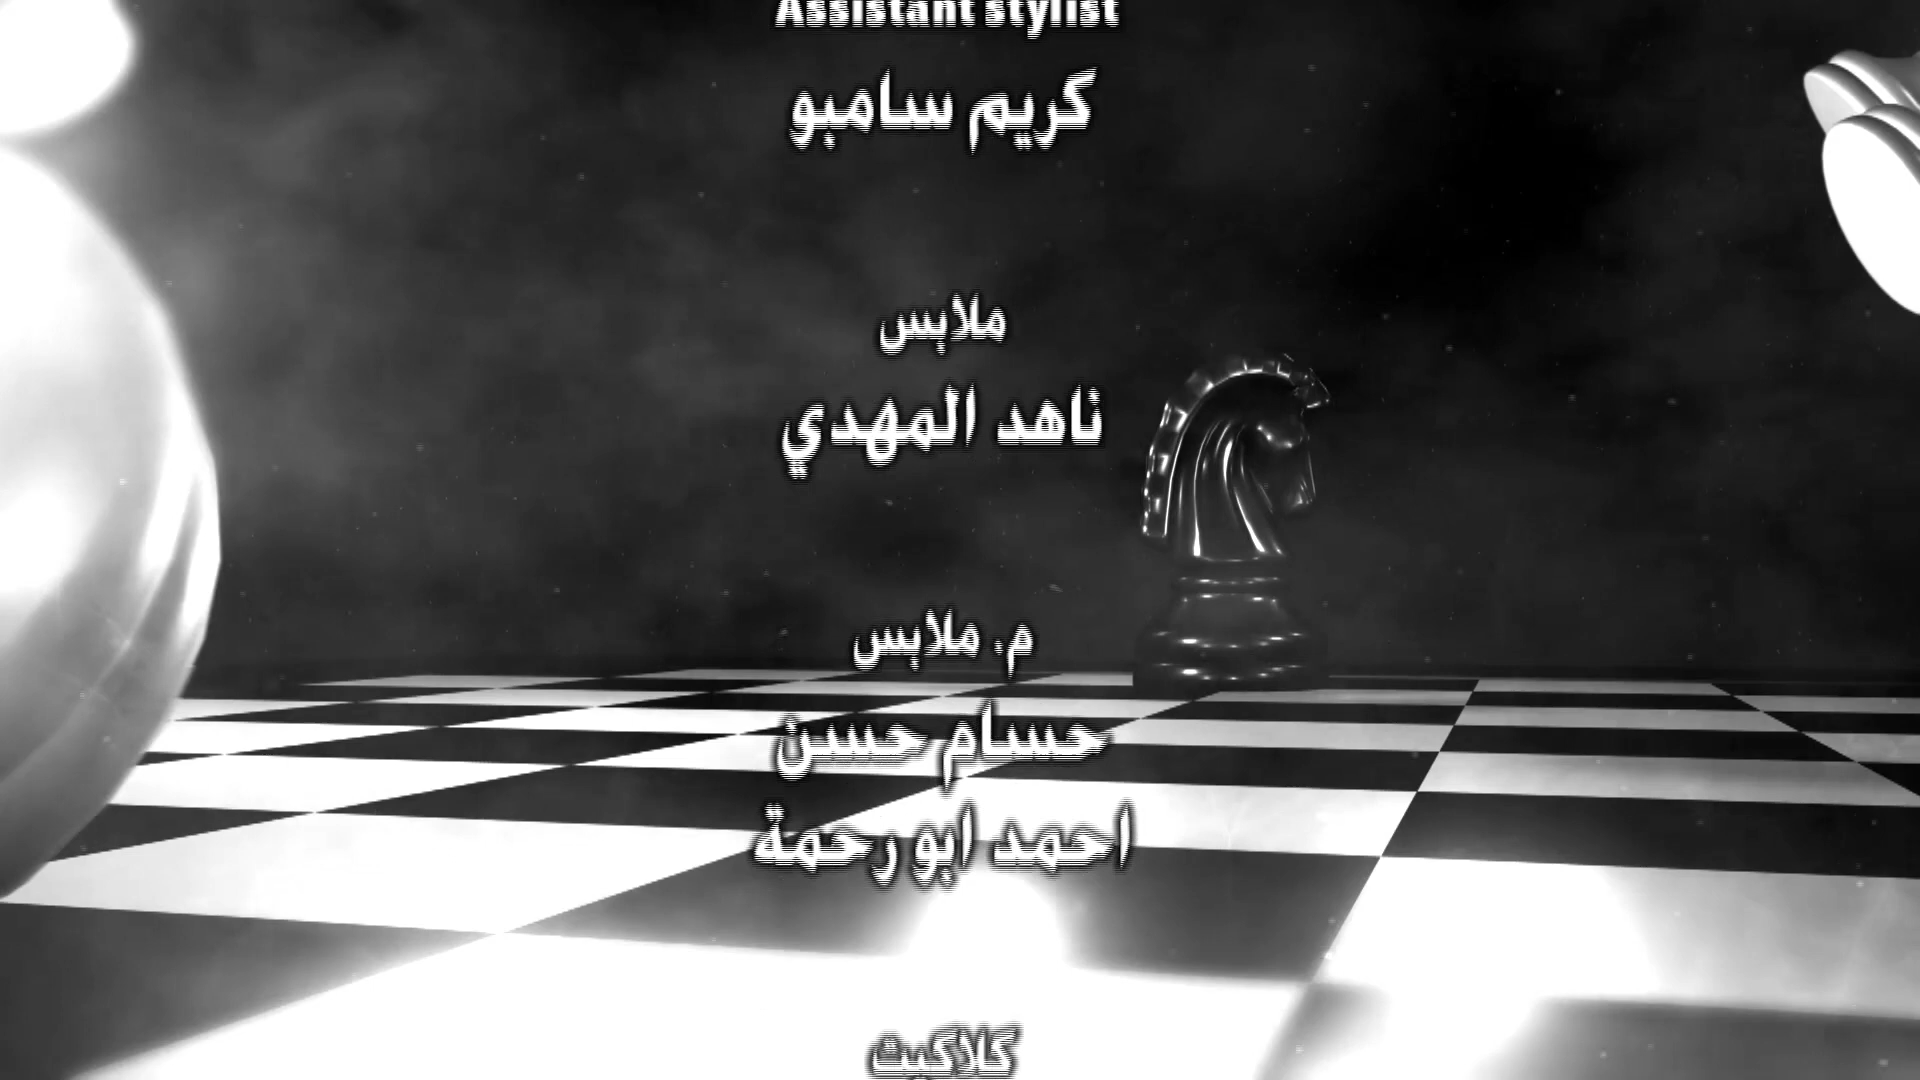 Assistant stylist
كريم سامبو
ملابس
ناهد المهدي
م. ملابس
حسام حسن
احمد ابو رحمة
كلاكيت